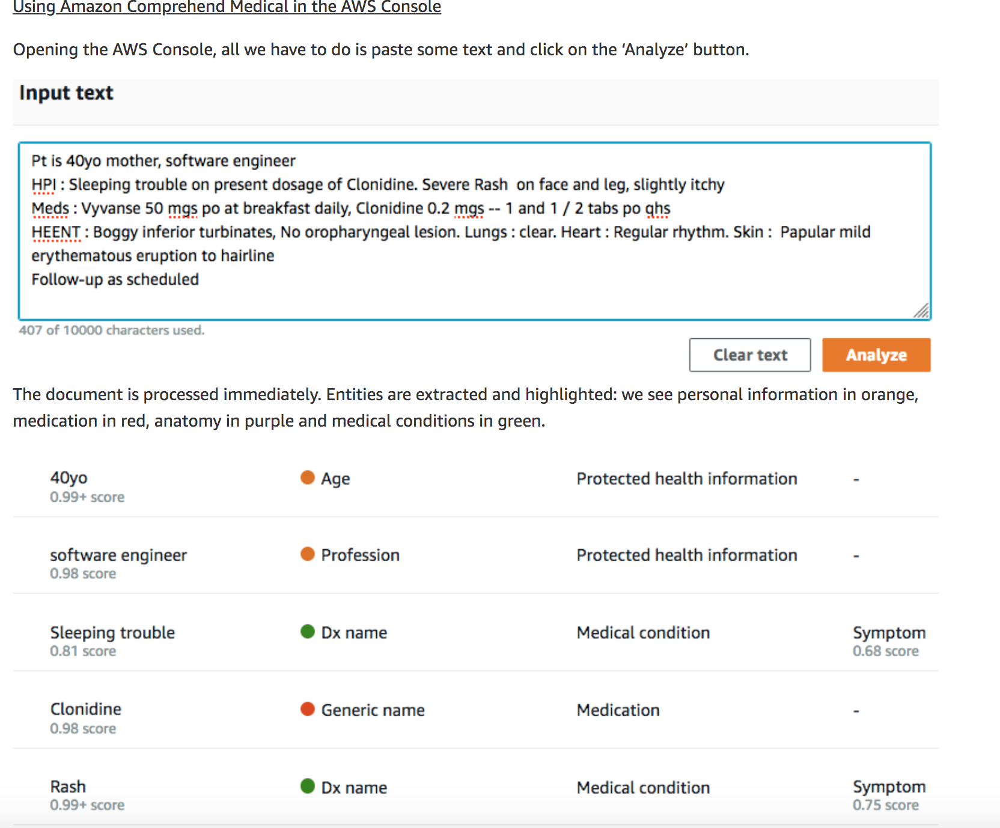 Using Amazon Comprehend Medical in the AWS Console
Opening the AWS Console, all we have to do is paste some text and click on the ‘Analyze’ button.
Input text
Pt is 40yo mother, software engineer
HPI : Sleeping trouble on present dosage of Clonidine. Severe Rash  on face and leg, slightly itchy
Meds : Vyvanse 50 mgs po at breakfast daily, Clonidine 0.2 mgs -- 1 and 1 / 2 tabs po qhs
HEENT : Boggy inferior turbinates, No oropharyngeal lesion. Lungs : clear. Heart : Regular rhythm. Skin :  Papular mild
erythematous eruption to hairline
Follow-up as scheduled
407 of 10000 characters used.
Clear text Analyze
The document is processed immediately. Entities are extracted and highlighted: we see personal information in orange,
medication in red, anatomy in purple and medical conditions in green.
40yo Age Protected health information -
0.99+ score
software engineer Profession Protected health information -
0.98 score
Sleeping trouble Dx name Medical condition Symptom
0.81 score 0.68 score
Clonidine Generic name Medication -
0.98 score
Rash Dx name Medical condition Symptom
0.99+ score 0.75 score